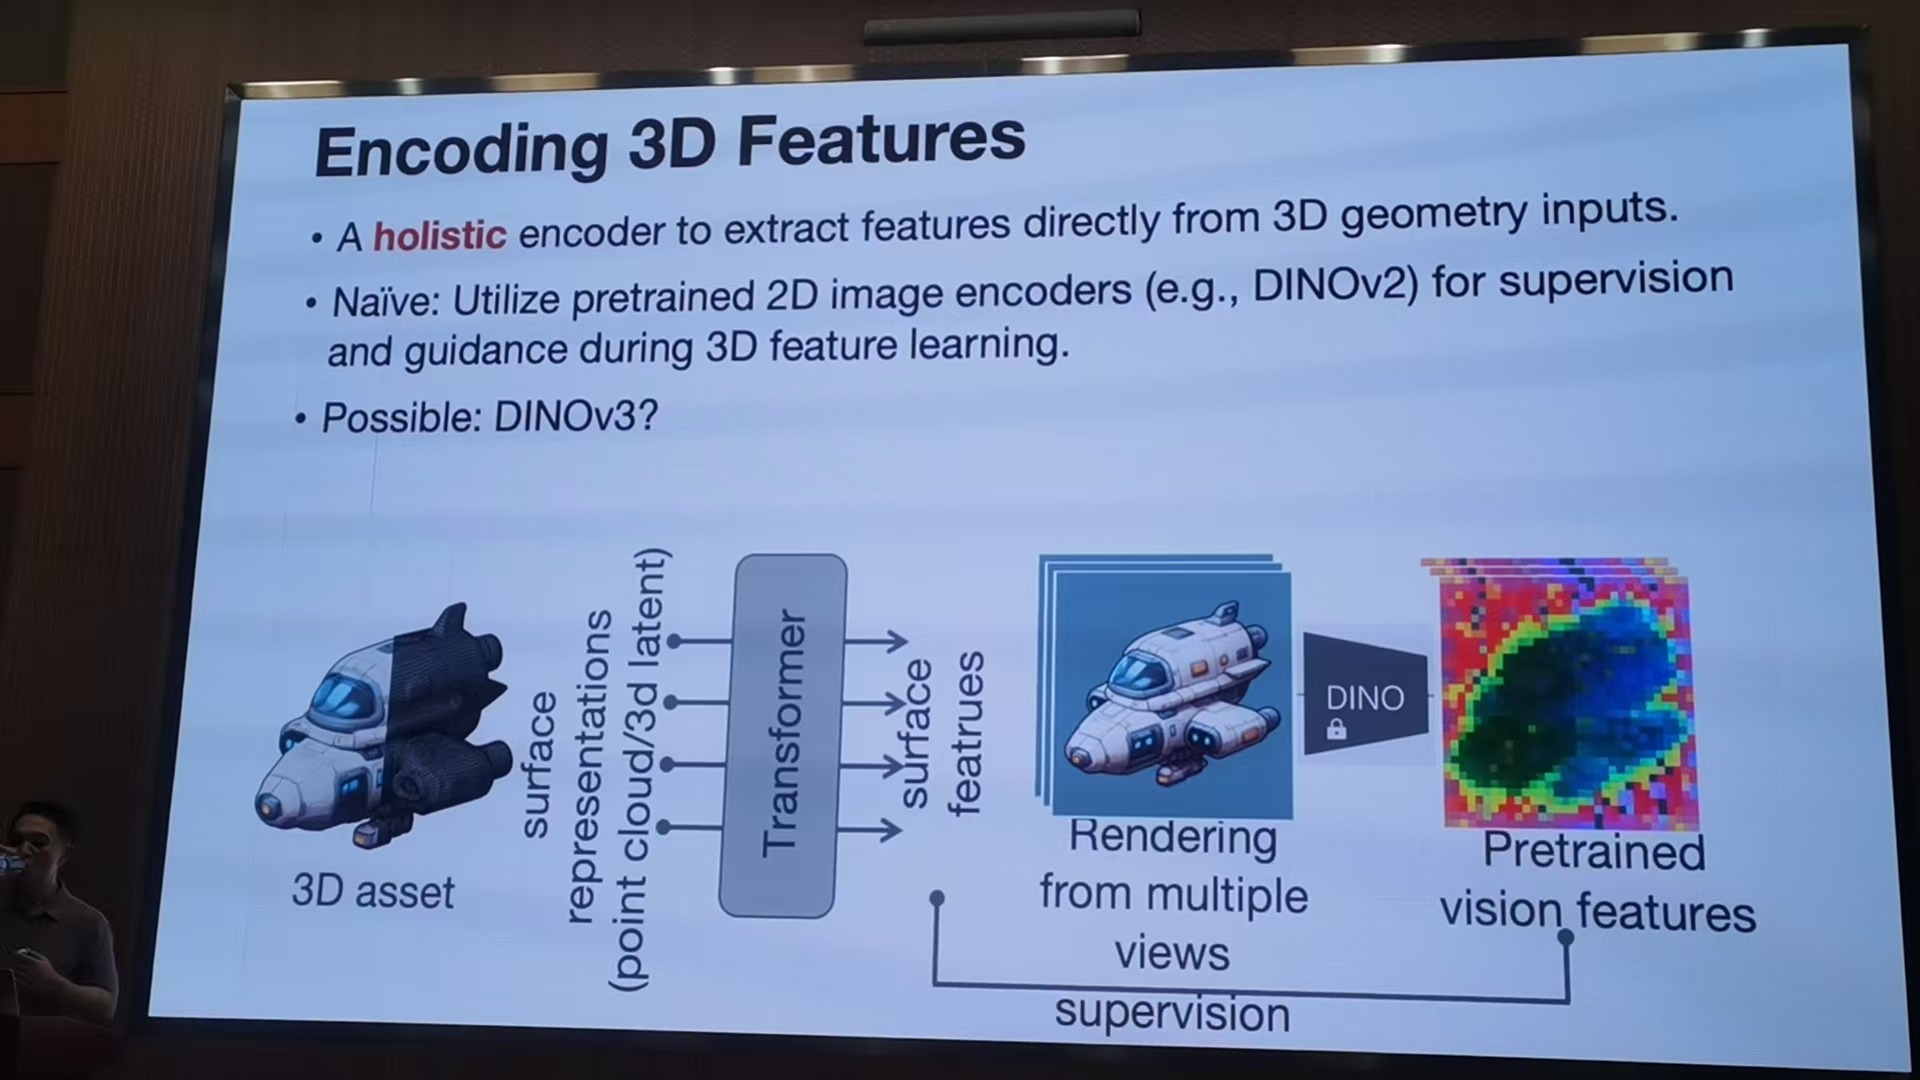 Encoding 3D Features
• A holistic encoder to extract features directly from 3D geometry inputs.
• Naïve: Utilize pretrained 2D image encoders (e.g., DINOv2) for supervision
and guidance during 3D feature learning.
• Possible: DINOv3?
3D asset
surface
representations
(point cloud/3d latent)
Transformer
surface
featrues
Rendering
from multiple
views
DINO
Pretrained
vision features
supervision